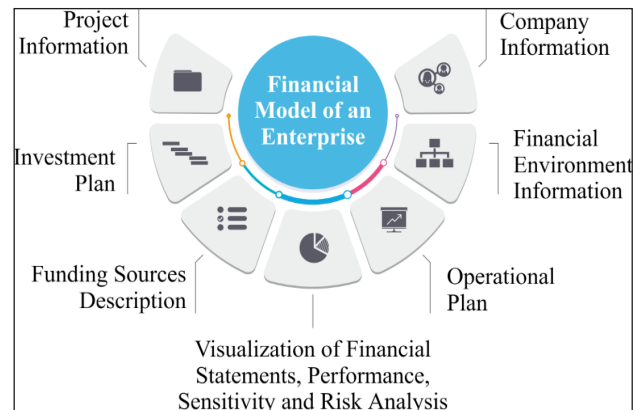 Project
Information
Company
Information
Financial
Model of an
Enterprise
Investment
Plan
Financial
Environment
Information
Funding Sources
Description
Operational
Plan
Visualization of Financial
Statements, Performance,
Sensitivity and Risk Analysis